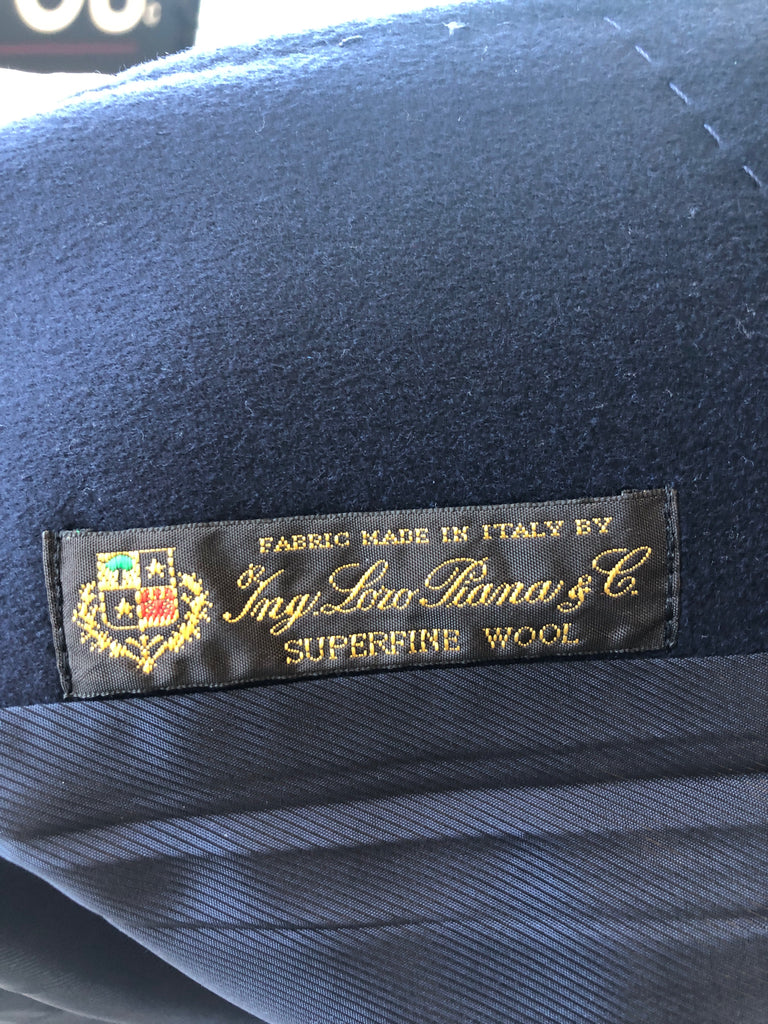 FABRIC MADE IN ITALY BY
Ing. Loro Piana & C.
SUPERFINE WOOL